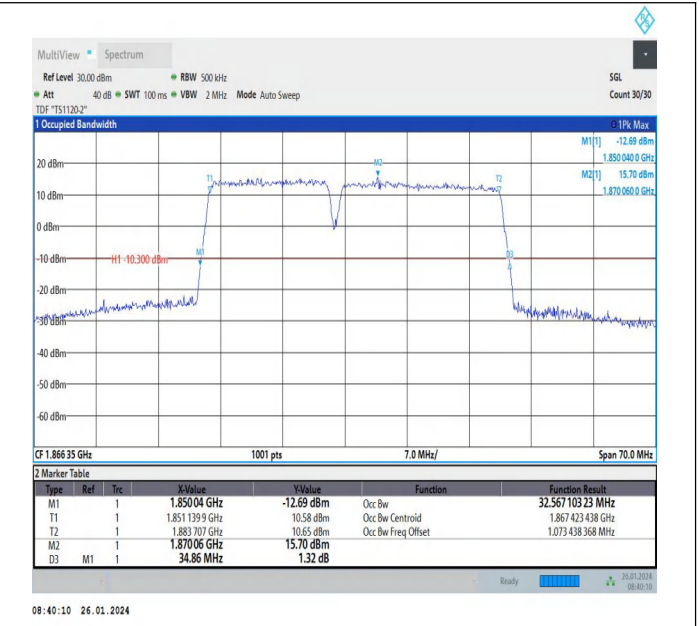 MultiView Spectrum
Ref Level 30.00 dBm RBW 500 kHz SGL
Att 40 dB SWT 100 ms VBW 2 MHz Mode Auto Sweep Count 30/30
TDF "TS1120-2"
1 Occupied Bandwidth 1Pk Max
M1[1] -12.69 dBm
1.850 040 0 GHz
M2[1] 15.70 dBm
1.870 060 0 GHz
20 dBm
M2
T1
T2
10 dBm
0 dBm
M1
D3
-10 dBm
H1 -10.300 dBm
-20 dBm
-30 dBm
-40 dBm
-50 dBm
-60 dBm
CF 1.866 35 GHz 1001 pts 7.0 MHz/ Span 70.0 MHz
2 Marker Table
Type Ref Trc X-Value Y-Value Function Function Result
M1 1 1.850 04 GHz -12.69 dBm Occ Bw 32.567 103 23 MHz
T1 1 1.851 139 9 GHz 10.58 dBm Occ Bw Centroid 1.867 423 438 GHz
T2 1 1.883 707 GHz 10.65 dBm Occ Bw Freq Offset 1.073 438 368 MHz
M2 1 1.870 06 GHz 15.70 dBm
D3 M1 1 34.86 MHz 1.32 dB
Ready 26.01.2024
08:40:10
08:40:10 26.01.2024